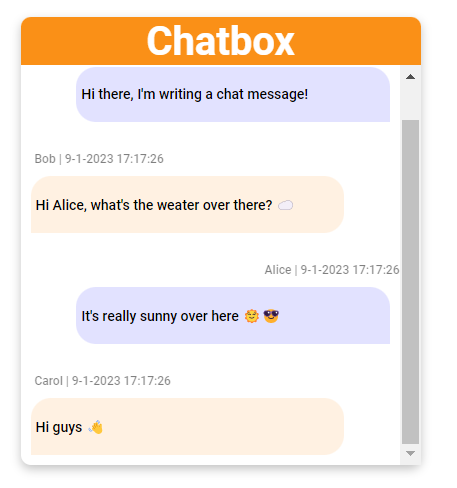 Chatbox
Hi there, I'm writing a chat message!
Bob | 9-1-2023 17:17:26
Hi Alice, what's the weater over there? ☁️
Alice | 9-1-2023 17:17:26
It's really sunny over here 🌞😎
Carol | 9-1-2023 17:17:26
Hi guys 👋